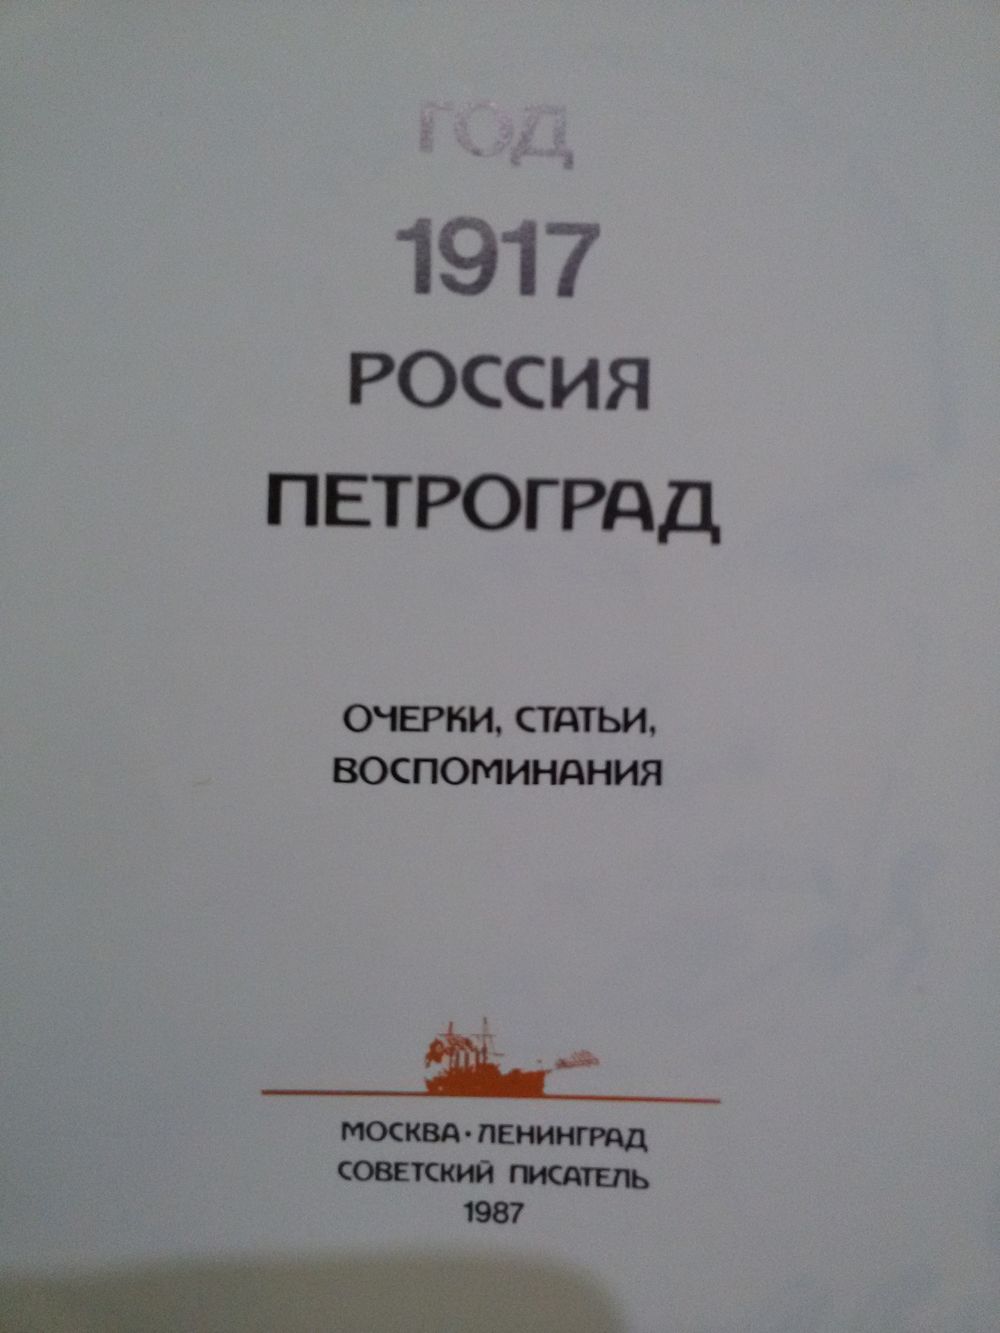 ГОД
1917
РОССИЯ
ПЕТРОГРАД
ОЧЕРКИ, СТАТЬИ,
ВОСПОМИНАНИЯ
МОСКВА·ЛЕНИНГРАД
СОВЕТСКИЙ ПИСАТЕЛЬ
1987